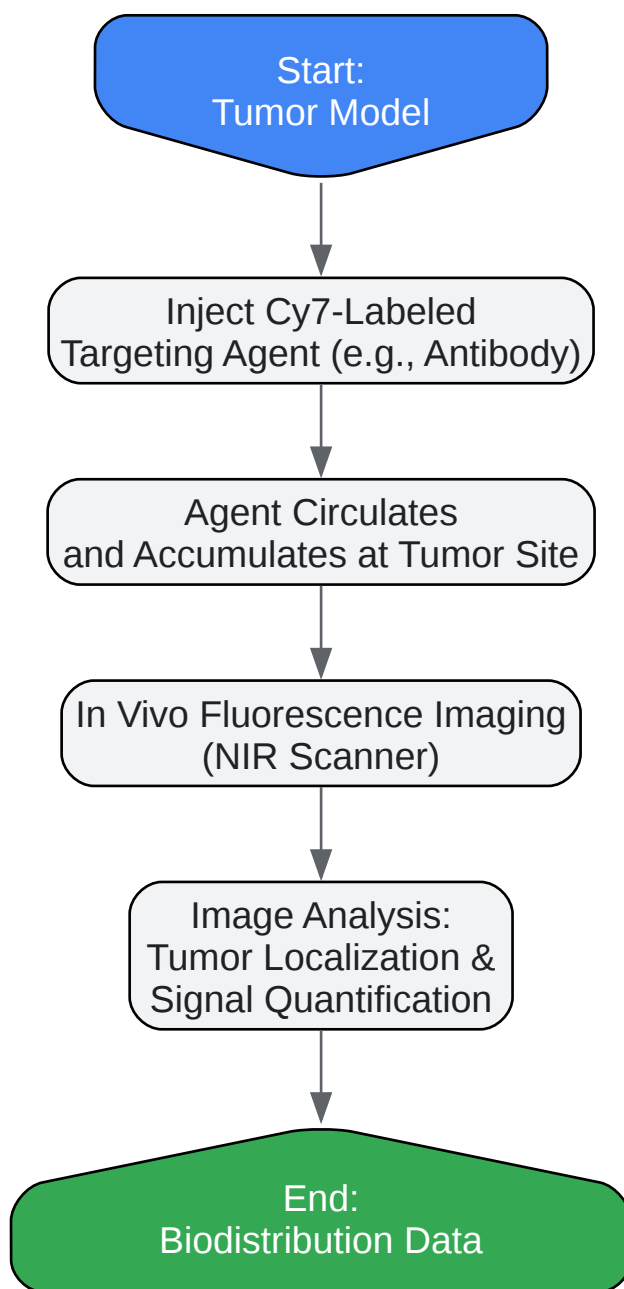 Start:
Tumor Model
Inject Cy7-Labeled
Targeting Agent (e.g., Antibody)
Agent Circulates
and Accumulates at Tumor Site
In Vivo Fluorescence Imaging
(NIR Scanner)
Image Analysis:
Tumor Localization &
Signal Quantification
End:
Biodistribution Data